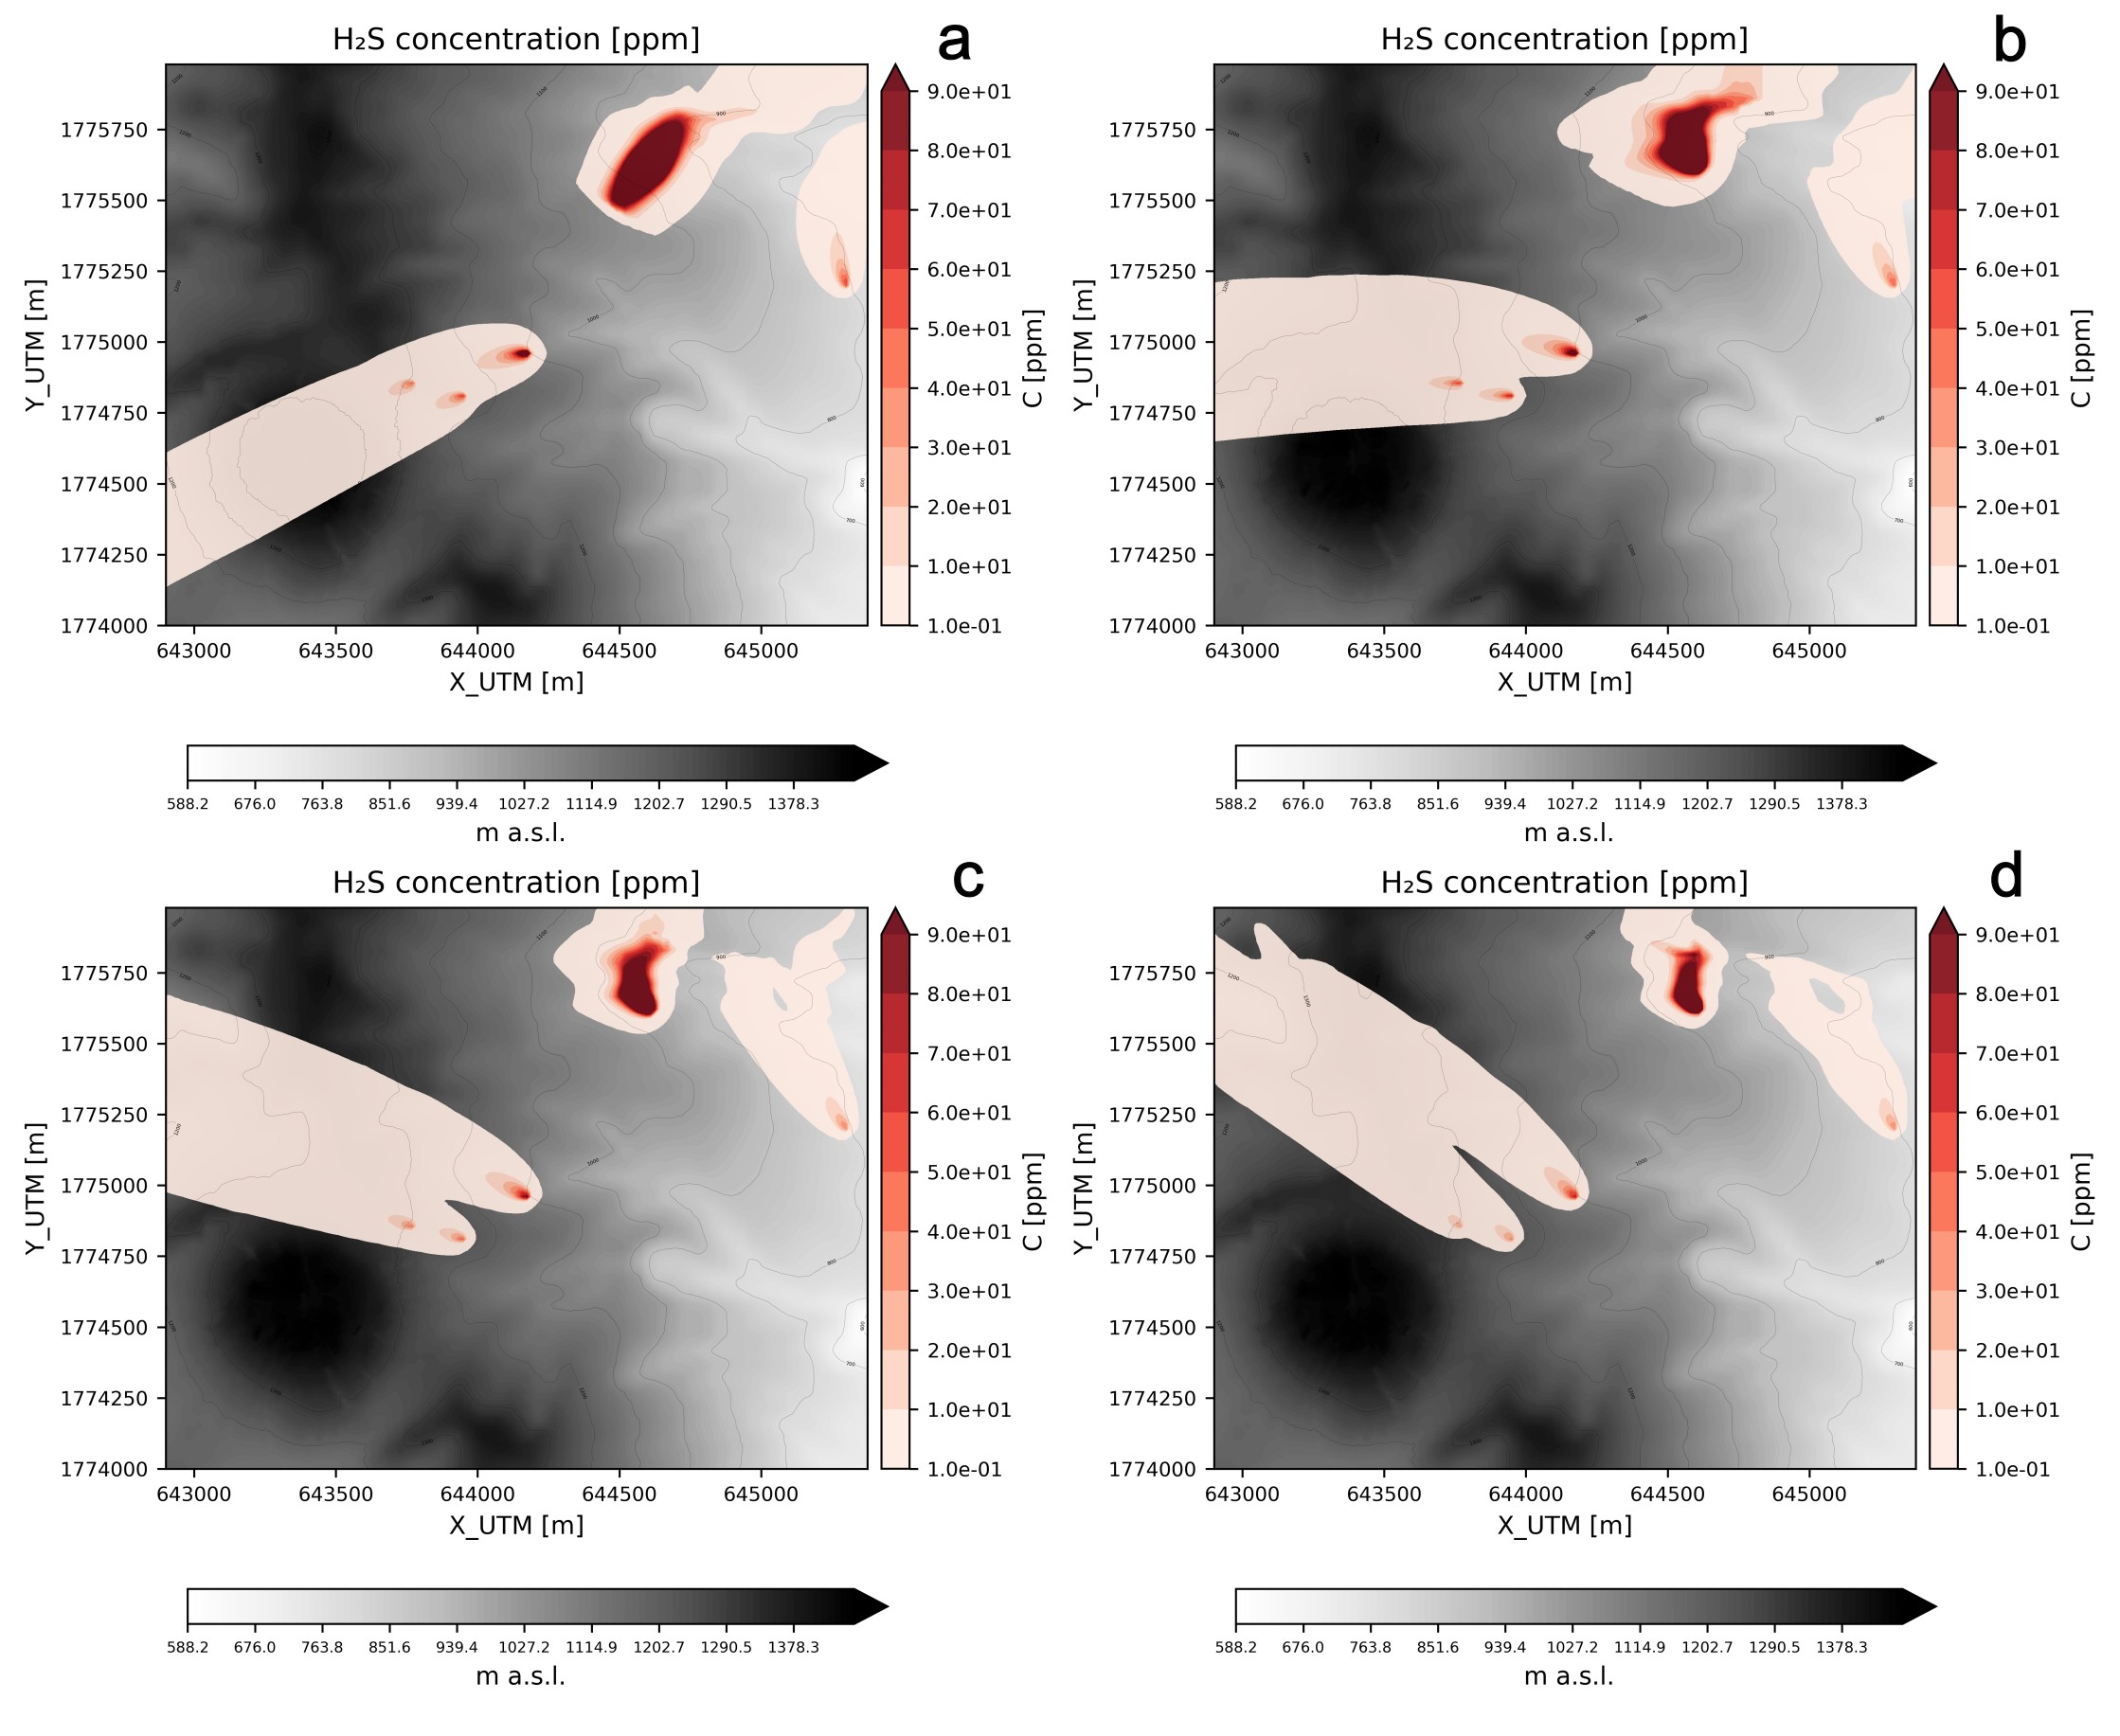 a
H₂S concentration [ppm]
1775750
1775500
1775250
1775000
1774750
1774500
1774250
1774000
Y_UTM [m]
643000 643500 644000 644500 645000
X_UTM [m]
9.0e+01
8.0e+01
7.0e+01
6.0e+01
5.0e+01
4.0e+01
3.0e+01
2.0e+01
1.0e+01
1.0e-01
C [ppm]
588.2 676.0 763.8 851.6 939.4 1027.2 1114.9 1202.7 1290.5 1378.3
m a.s.l.
b
H₂S concentration [ppm]
1775750
1775500
1775250
1775000
1774750
1774500
1774250
1774000
Y_UTM [m]
643000 643500 644000 644500 645000
X_UTM [m]
9.0e+01
8.0e+01
7.0e+01
6.0e+01
5.0e+01
4.0e+01
3.0e+01
2.0e+01
1.0e+01
1.0e-01
C [ppm]
588.2 676.0 763.8 851.6 939.4 1027.2 1114.9 1202.7 1290.5 1378.3
m a.s.l.
c
H₂S concentration [ppm]
1775750
1775500
1775250
1775000
1774750
1774500
1774250
1774000
Y_UTM [m]
643000 643500 644000 644500 645000
X_UTM [m]
9.0e+01
8.0e+01
7.0e+01
6.0e+01
5.0e+01
4.0e+01
3.0e+01
2.0e+01
1.0e+01
1.0e-01
C [ppm]
588.2 676.0 763.8 851.6 939.4 1027.2 1114.9 1202.7 1290.5 1378.3
m a.s.l.
d
H₂S concentration [ppm]
1775750
1775500
1775250
1775000
1774750
1774500
1774250
1774000
Y_UTM [m]
643000 643500 644000 644500 645000
X_UTM [m]
9.0e+01
8.0e+01
7.0e+01
6.0e+01
5.0e+01
4.0e+01
3.0e+01
2.0e+01
1.0e+01
1.0e-01
C [ppm]
588.2 676.0 763.8 851.6 939.4 1027.2 1114.9 1202.7 1290.5 1378.3
m a.s.l.